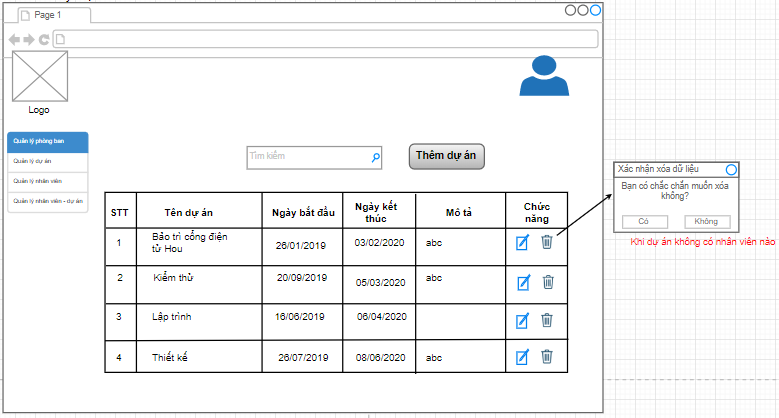 Page 1
Logo
Quản lý phòng ban
Quản lý dự án
Quản lý nhân viên
Quản lý nhân viên - dự án
Tìm kiếm
Thêm dự án
STT Tên dự án Ngày bắt đầu Ngày kết thúc Mô tả Chức năng
1 Bảo trì cổng điện tử Hou 26/01/2019 03/02/2020 abc
2 Kiểm thử 20/09/2019 05/03/2020 abc
3 Lập trình 16/06/2019 06/04/2020
4 Thiết kế 26/07/2019 08/06/2020 abc
Xác nhận xóa dữ liệu
Bạn có chắc chắn muốn xóa
không?
Có Không
Khi dự án không có nhân viên nào